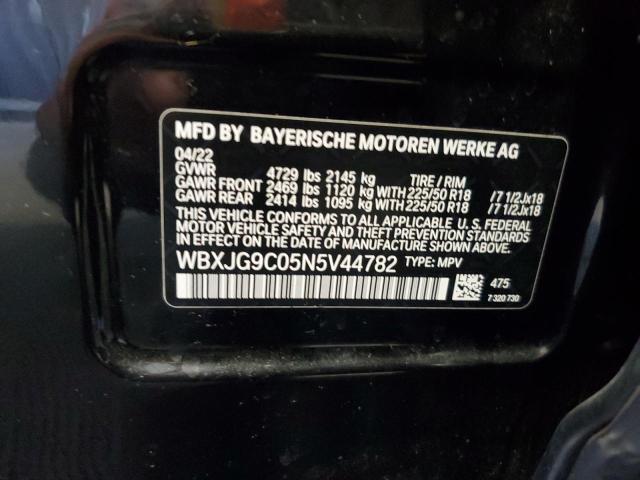 MFD BY BAYERISCHE MOTOREN WERKE AG
04/22
GVWR 4729 lbs 2145 kg TIRE / RIM
GAWR FRONT 2469 lbs 1120 kg WITH 225/50 R18 /7 1/2Jx18
GAWR REAR 2414 lbs 1095 kg WITH 225/50 R18 /7 1/2Jx18
THIS VEHICLE CONFORMS TO ALL APPLICABLE U. S. FEDERAL
MOTOR VEHICLE SAFETY, BUMPER, AND THEFT PREVENTION STANDARDS
IN EFFECT ON THE DATE OF MANUFACTURE SHOWN ABOVE.
WBXJG9C05N5V44782 TYPE: MPV
475
7 320 730